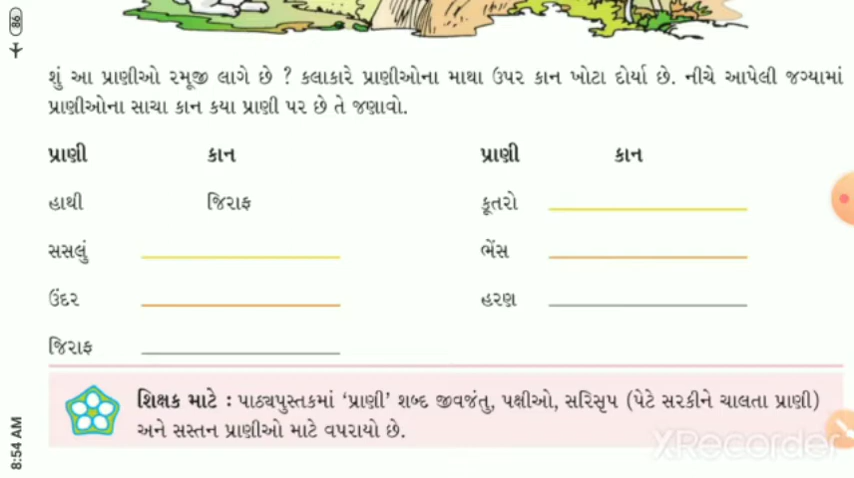 98
શું આ પ્રાણીઓ રમૂજી લાગે છે ? કલાકારે પ્રાણીઓના માથા ઉપર કાન ખોટા દોર્યા છે. નીચે આપેલી જગ્યામાં
પ્રાણીઓના સાચા કાન કયા પ્રાણી પર છે તે જણાવો.
પ્રાણી કાન પ્રાણી કાન
હાથી જિરાફ કૂતરો
સસલું ભેંસ
ઉંદર હરણ
જિરાફ
શિક્ષક માટે : પાઠ્યપુસ્તકમાં ‘પ્રાણી’ શબ્દ જીવજંતુ, પક્ષીઓ, સરિસૃપ (પેટે સરકીને ચાલતા પ્રાણી)
અને સસ્તન પ્રાણીઓ માટે વપરાયો છે.
8:54 AM
XRecorder